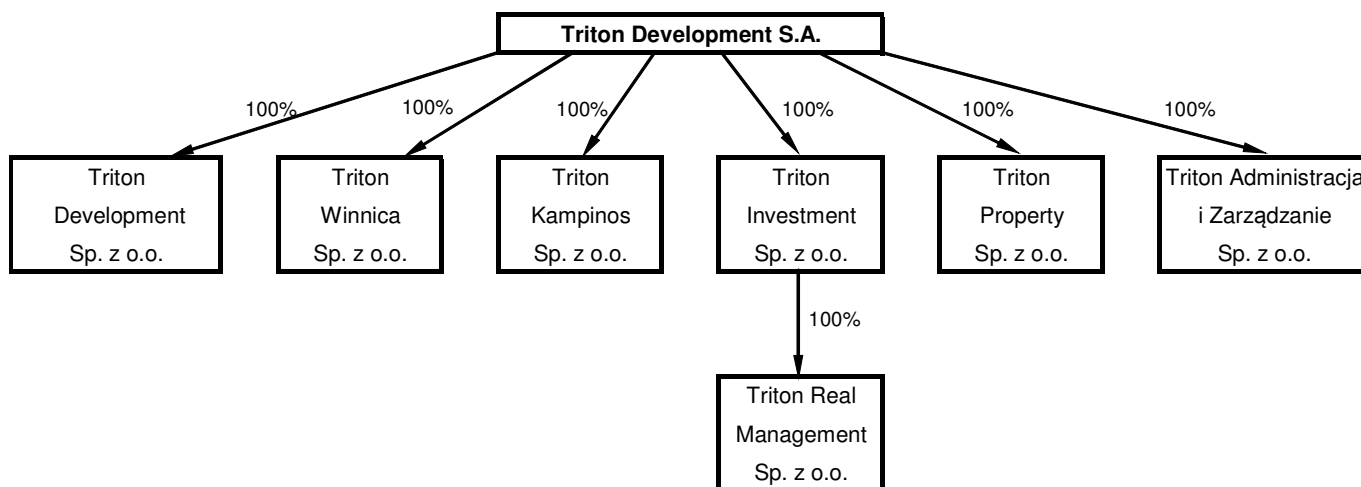 Triton Development S.A.
100%
100%
100%
100%
100%
100%
Triton
Development
Sp. z o.o.
Triton
Winnica
Sp. z o.o.
Triton
Kampinos
Sp. z o.o.
Triton
Investment
Sp. z o.o.
Triton
Property
Sp. z o.o.
Triton Administracja
i Zarządzanie
Sp. z o.o.
100%
Triton Real
Management
Sp. z o.o.